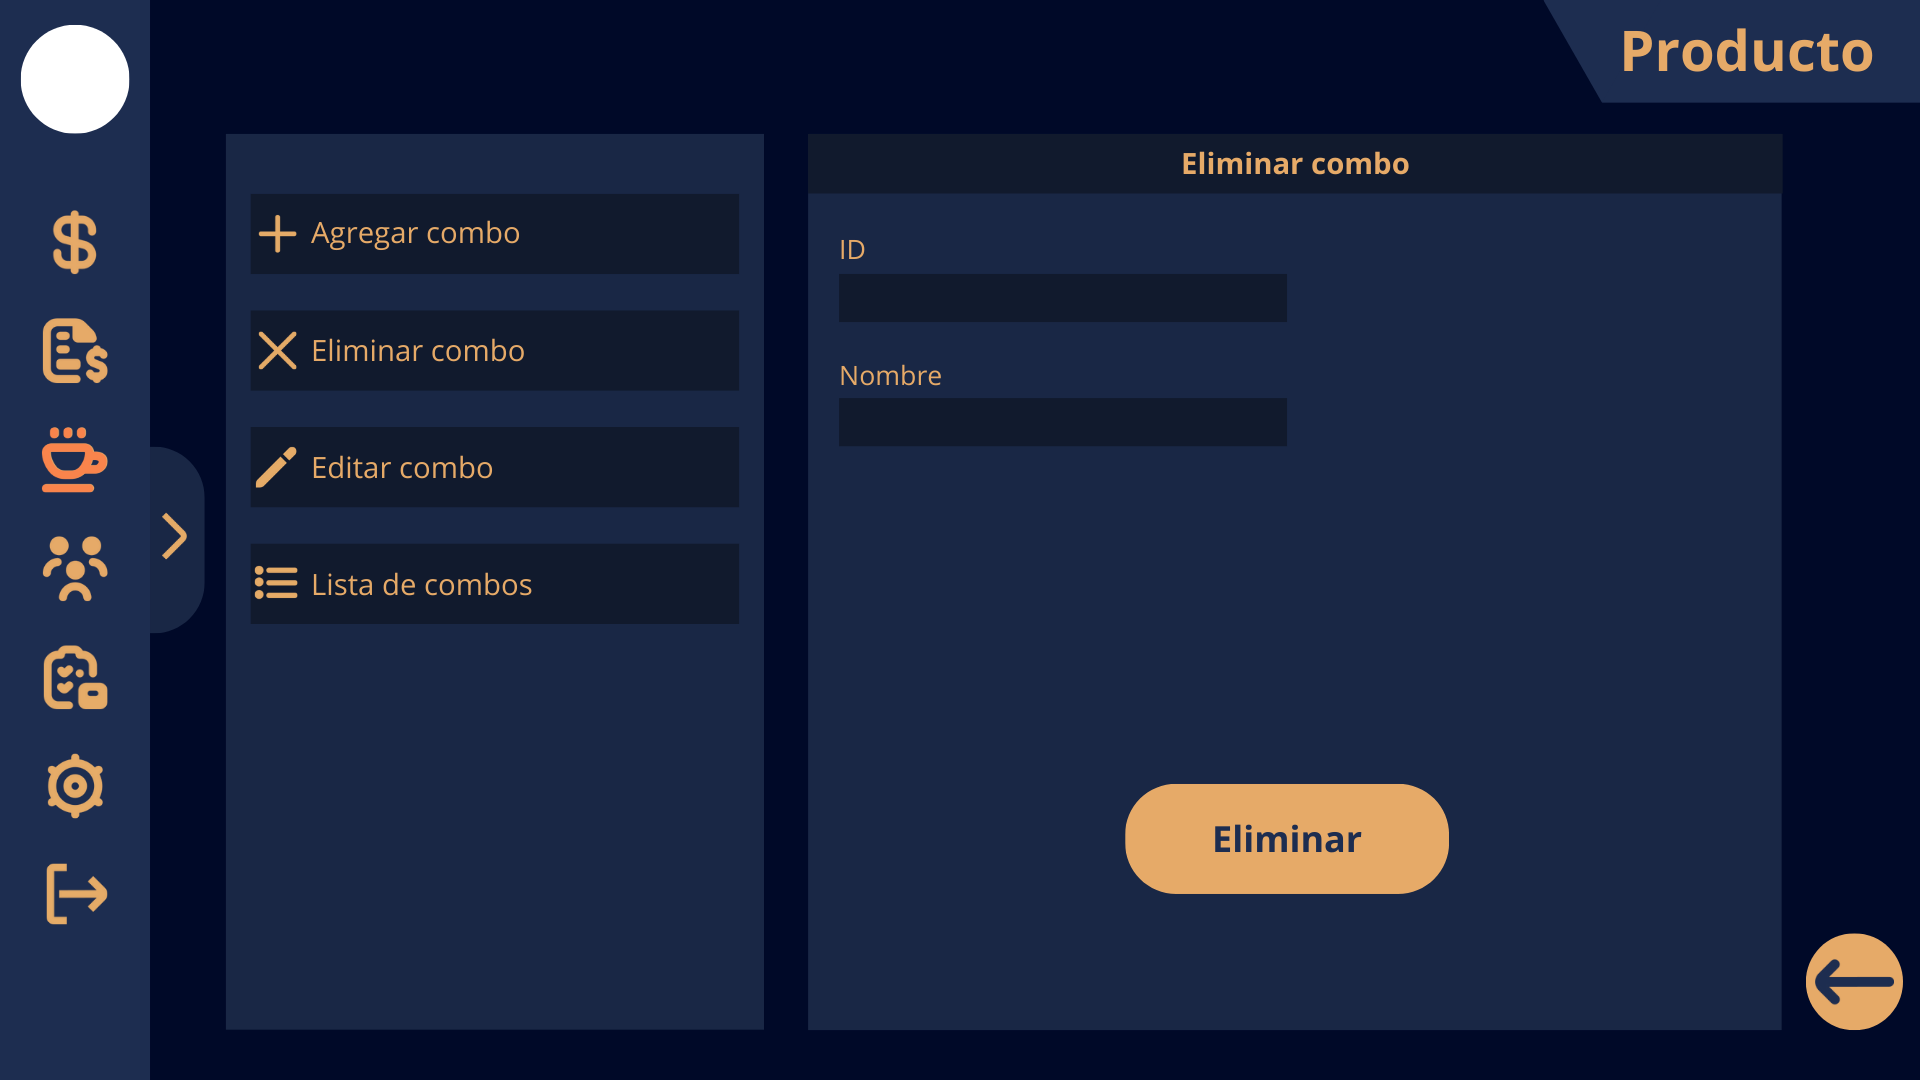 Producto
Agregar combo
Eliminar combo
Editar combo
Lista de combos
Eliminar combo
ID
Nombre
Eliminar